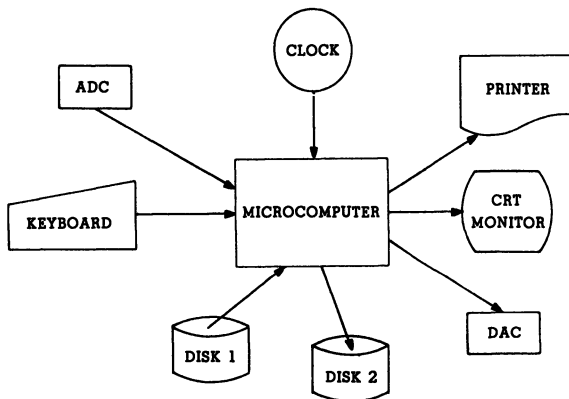 CLOCK
ADC
PRINTER
KEYBOARD
MICROCOMPUTER
CRT
MONITOR
DISK 1
DISK 2
DAC